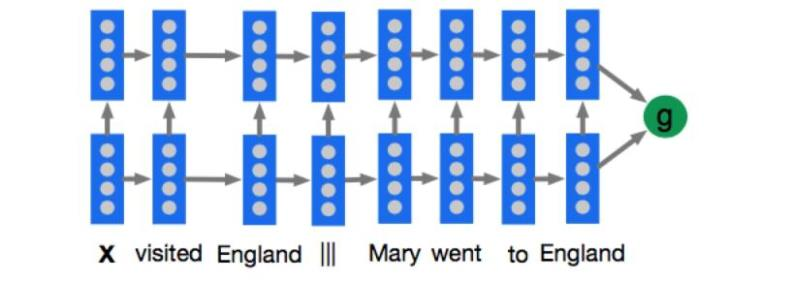 g
X visited England ||| Mary went to England